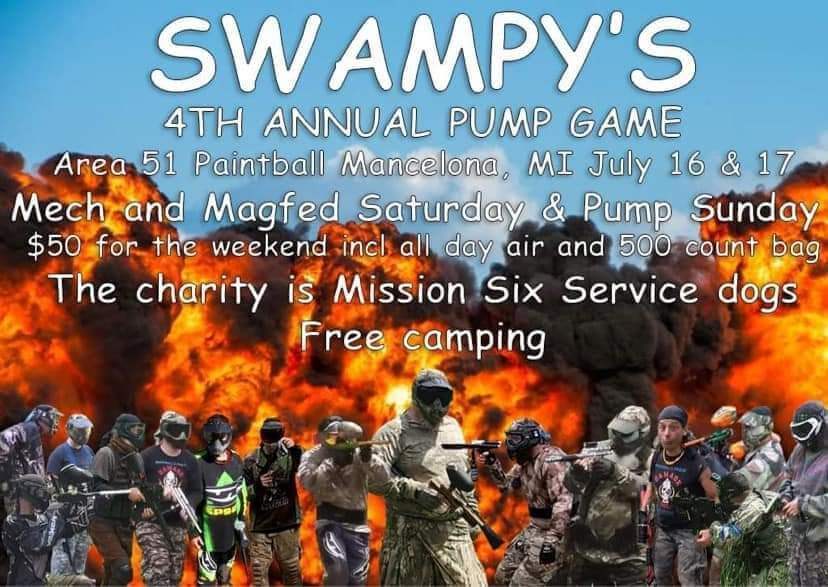 SWAMPY'S
4TH ANNUAL PUMP GAME
Area 51 Paintball Mancelona, MI July 16 & 17
Mech and Magfed Saturday & Pump Sunday
$50 for the weekend incl all day air and 500 count bag
The charity is Mission Six Service dogs
Free camping